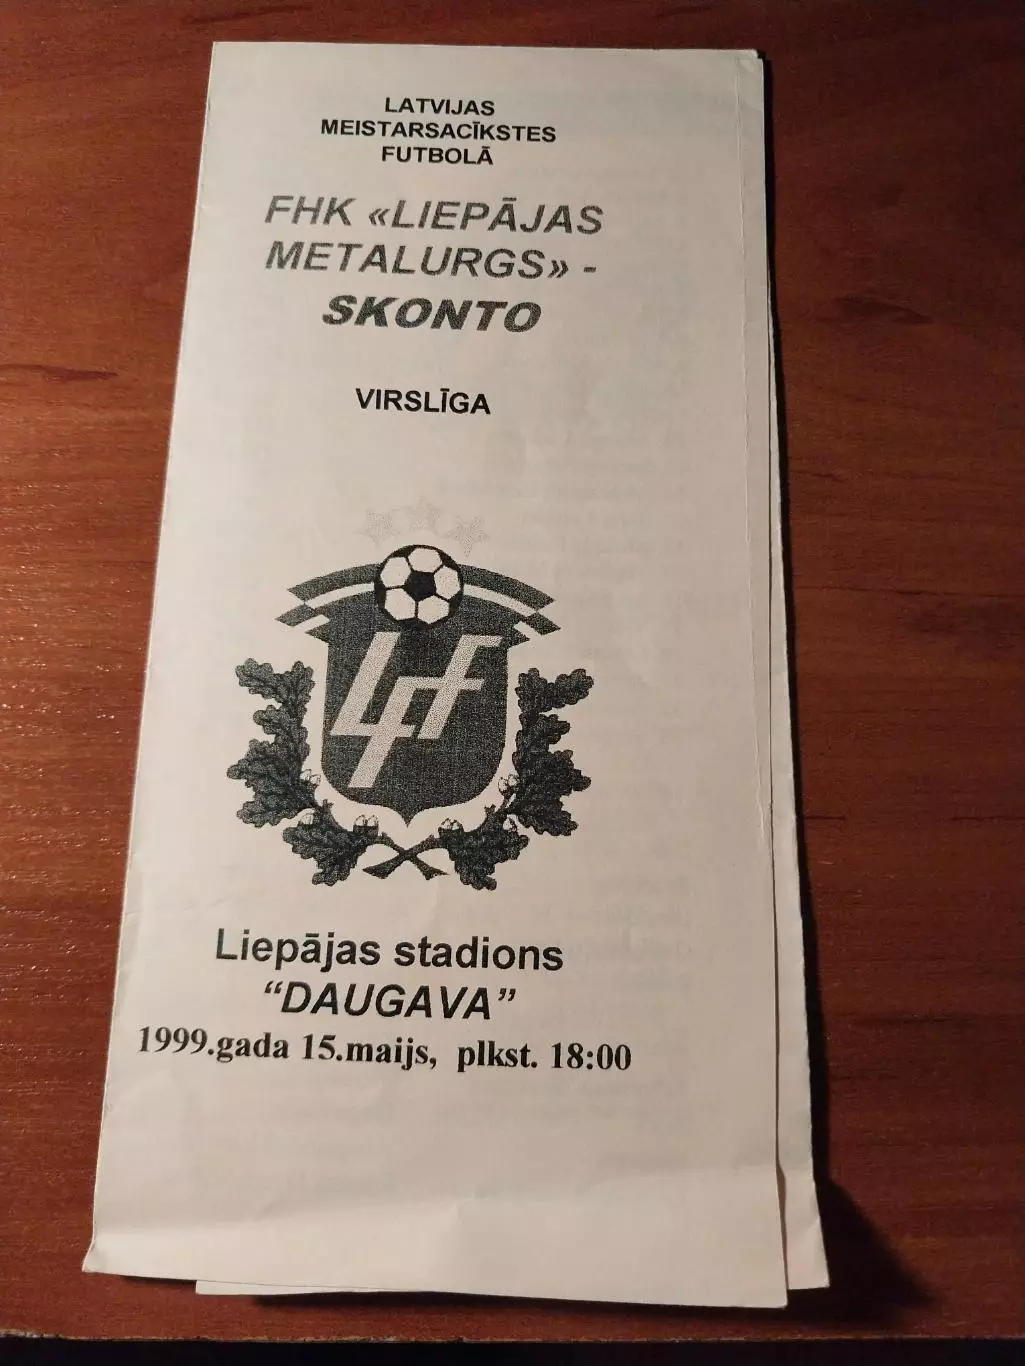 LATVIJAS
MEISTARSACĪKSTES
FUTBOLĀ
FHK «LIEPĀJAS
METALURGS» -
SKONTO
VIRSLĪGA
LFF
Liepājas stadions
“DAUGAVA”
1999.gada 15.maijs, plkst. 18:00